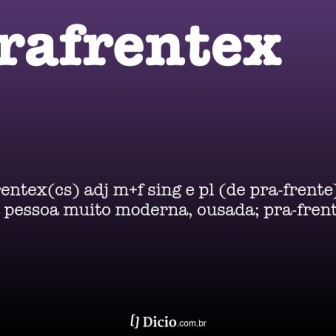 rafrentex
rentex(cs) adj m+f sing e pl (de pra-frente)
pessoa muito moderna, ousada; pra-frent
Dicio.com.br